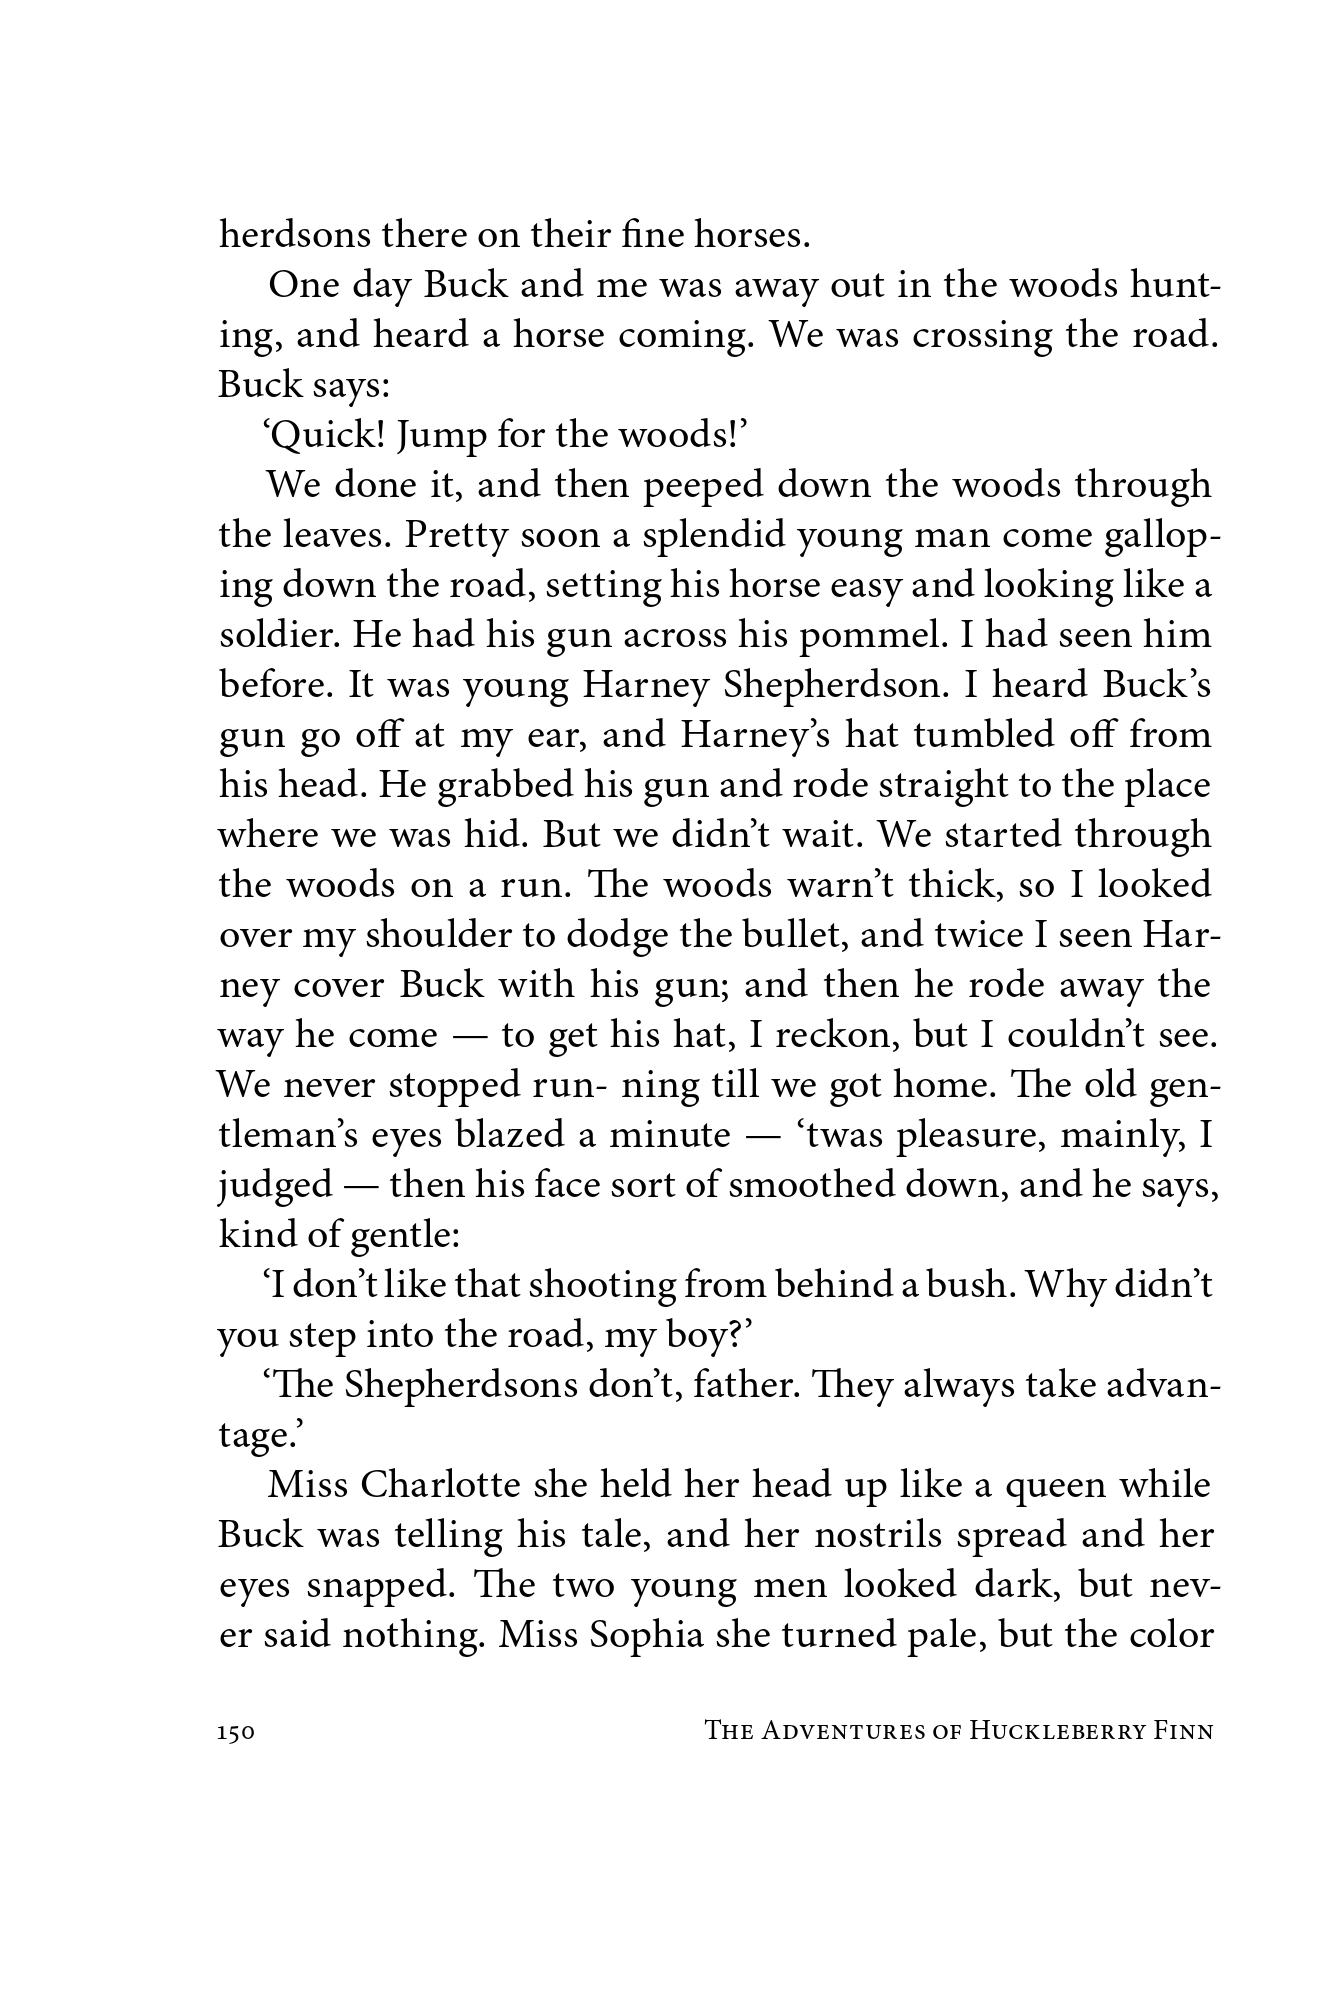 herdsons there on their fine horses.
One day Buck and me was away out in the woods hunt-
ing, and heard a horse coming. We was crossing the road.
Buck says:
‘Quick! Jump for the woods!’
We done it, and then peeped down the woods through
the leaves. Pretty soon a splendid young man come gallop-
ing down the road, setting his horse easy and looking like a
soldier. He had his gun across his pommel. I had seen him
before. It was young Harney Shepherdson. I heard Buck’s
gun go off at my ear, and Harney’s hat tumbled off from
his head. He grabbed his gun and rode straight to the place
where we was hid. But we didn’t wait. We started through
the woods on a run. The woods warn’t thick, so I looked
over my shoulder to dodge the bullet, and twice I seen Har-
ney cover Buck with his gun; and then he rode away the
way he come — to get his hat, I reckon, but I couldn’t see.
We never stopped run- ning till we got home. The old gen-
tleman’s eyes blazed a minute — ‘twas pleasure, mainly, I
judged — then his face sort of smoothed down, and he says,
kind of gentle:
‘I don’t like that shooting from behind a bush. Why didn’t
you step into the road, my boy?’
‘The Shepherdsons don’t, father. They always take advan-
tage.’
Miss Charlotte she held her head up like a queen while
Buck was telling his tale, and her nostrils spread and her
eyes snapped. The two young men looked dark, but nev-
er said nothing. Miss Sophia she turned pale, but the color
150 The Adventures of Huckleberry Finn